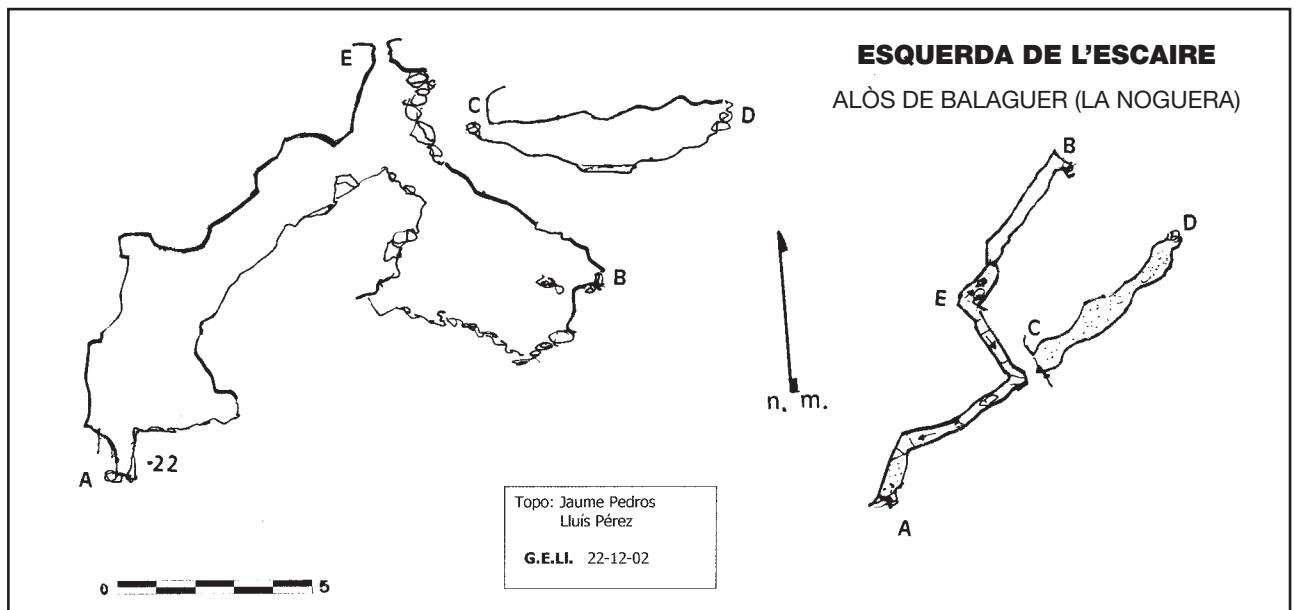 ESQUERDA DE L'ESCAIRE
ALÒS DE BALAGUER (LA NOGUERA)
E
C
D
B
A
-22
B
D
E
C
A
n. m.
Topo: Jaume Pedros
Lluís Pérez
G.E.Ll. 22-12-02
0 5